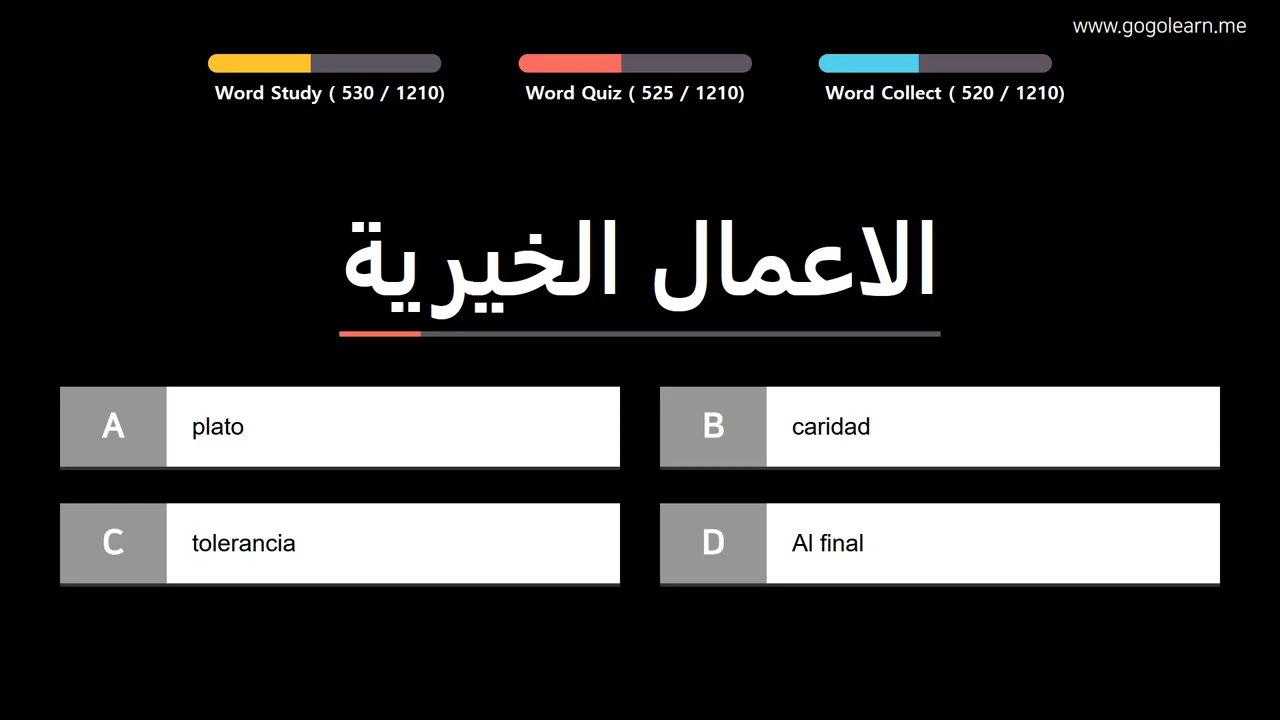 www.gogolearn.me
Word Study ( 530 / 1210)
Word Quiz ( 525 / 1210)
Word Collect ( 520 / 1210)
الاعمال الخيرية
A
plato
B
caridad
C
tolerancia
D
Al final